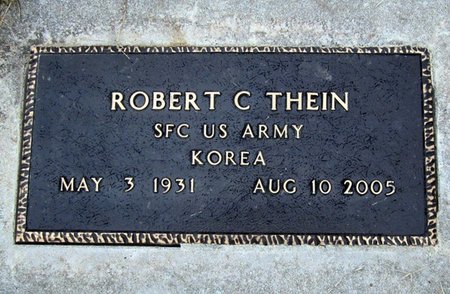 ROBERT C THEIN
SFC US ARMY
KOREA
MAY 3 1931 AUG 10 2005